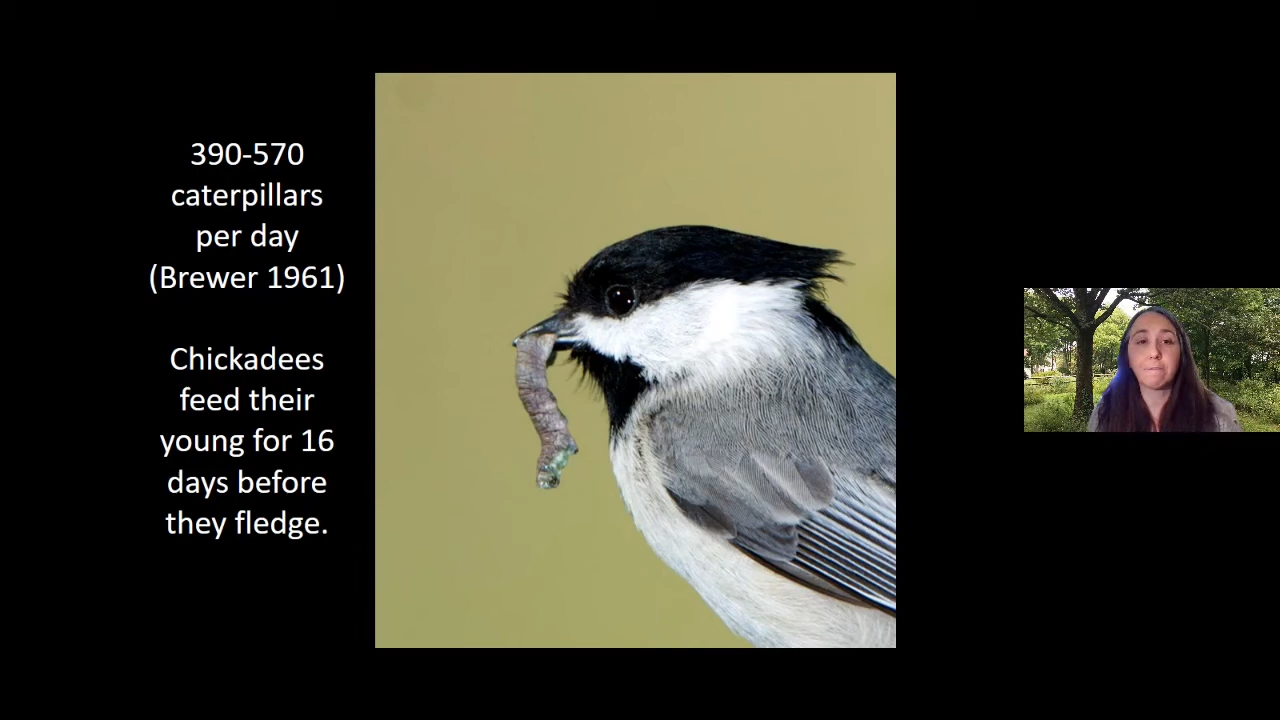 390-570
caterpillars
per day
(Brewer 1961)
Chickadees
feed their
young for 16
days before
they fledge.